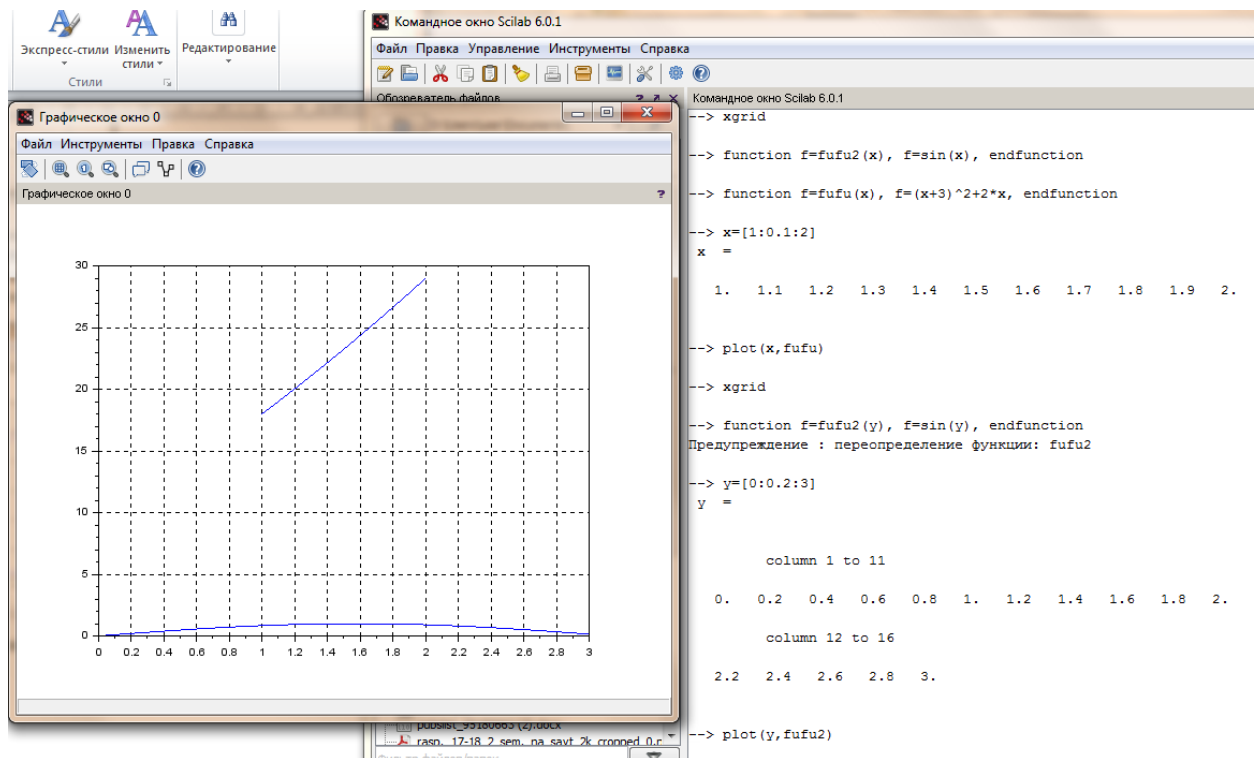 Экспресс-стили Изменить стили
Редактирование
Стили
Командное окно Scilab 6.0.1
Файл Правка Управление Инструменты Справка
Обозреватель файлов
Командное окно Scilab 6.0.1
Графическое окно 0
Файл Инструменты Правка Справка
Графическое окно 0
30
25
20
15
10
5
0
0 0.2 0.4 0.6 0.8 1 1.2 1.4 1.6 1.8 2 2.2 2.4 2.6 2.8 3
--> xgrid
--> function f=fufu2(x), f=sin(x), endfunction
--> function f=fufu(x), f=(x+3)^2+2*x, endfunction
--> x=[1:0.1:2]
x =
1. 1.1 1.2 1.3 1.4 1.5 1.6 1.7 1.8 1.9 2.
--> plot(x,fufu)
--> xgrid
--> function f=fufu2(y), f=sin(y), endfunction
Предупреждение : переопределение функции: fufu2
--> y=[0:0.2:3]
y =
column 1 to 11
0. 0.2 0.4 0.6 0.8 1. 1.2 1.4 1.6 1.8 2.
column 12 to 16
2.2 2.4 2.6 2.8 3.
--> plot(y,fufu2)
rasp._17-18_2_sem._na_sayt_2k_cropped_0.r